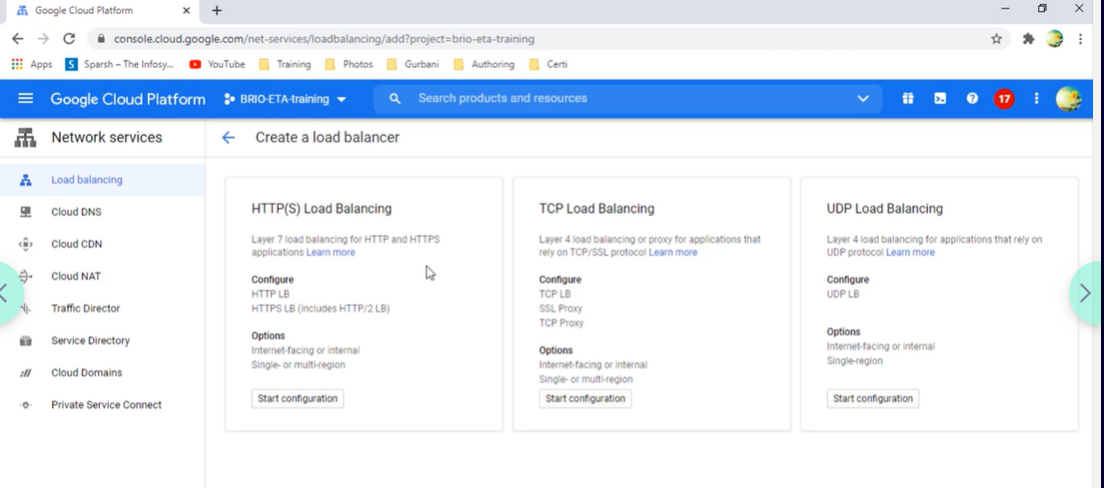 Google Cloud Platform
console.cloud.google.com/net-services/loadbalancing/add?project=brio-eta-training
Apps S Sparsh – The Infosy... YouTube Training Photos Gurbani Authoring Certi
Google Cloud Platform BRIO-ETA-training Search products and resources 17
Network services
Create a load balancer
Load balancing
Cloud DNS
Cloud CDN
Cloud NAT
Traffic Director
Service Directory
Cloud Domains
Private Service Connect
HTTP(S) Load Balancing
Layer 7 load balancing for HTTP and HTTPS
applications Learn more
Configure
HTTP LB
HTTPS LB (includes HTTP/2 LB)
Options
Internet-facing or internal
Single- or multi-region
Start configuration
TCP Load Balancing
Layer 4 load balancing or proxy for applications that
rely on TCP/SSL protocol Learn more
Configure
TCP LB
SSL Proxy
TCP Proxy
Options
Internet-facing or internal
Single- or multi-region
Start configuration
UDP Load Balancing
Layer 4 load balancing for applications that rely on
UDP protocol Learn more
Configure
UDP LB
Options
Internet-facing or internal
Single-region
Start configuration